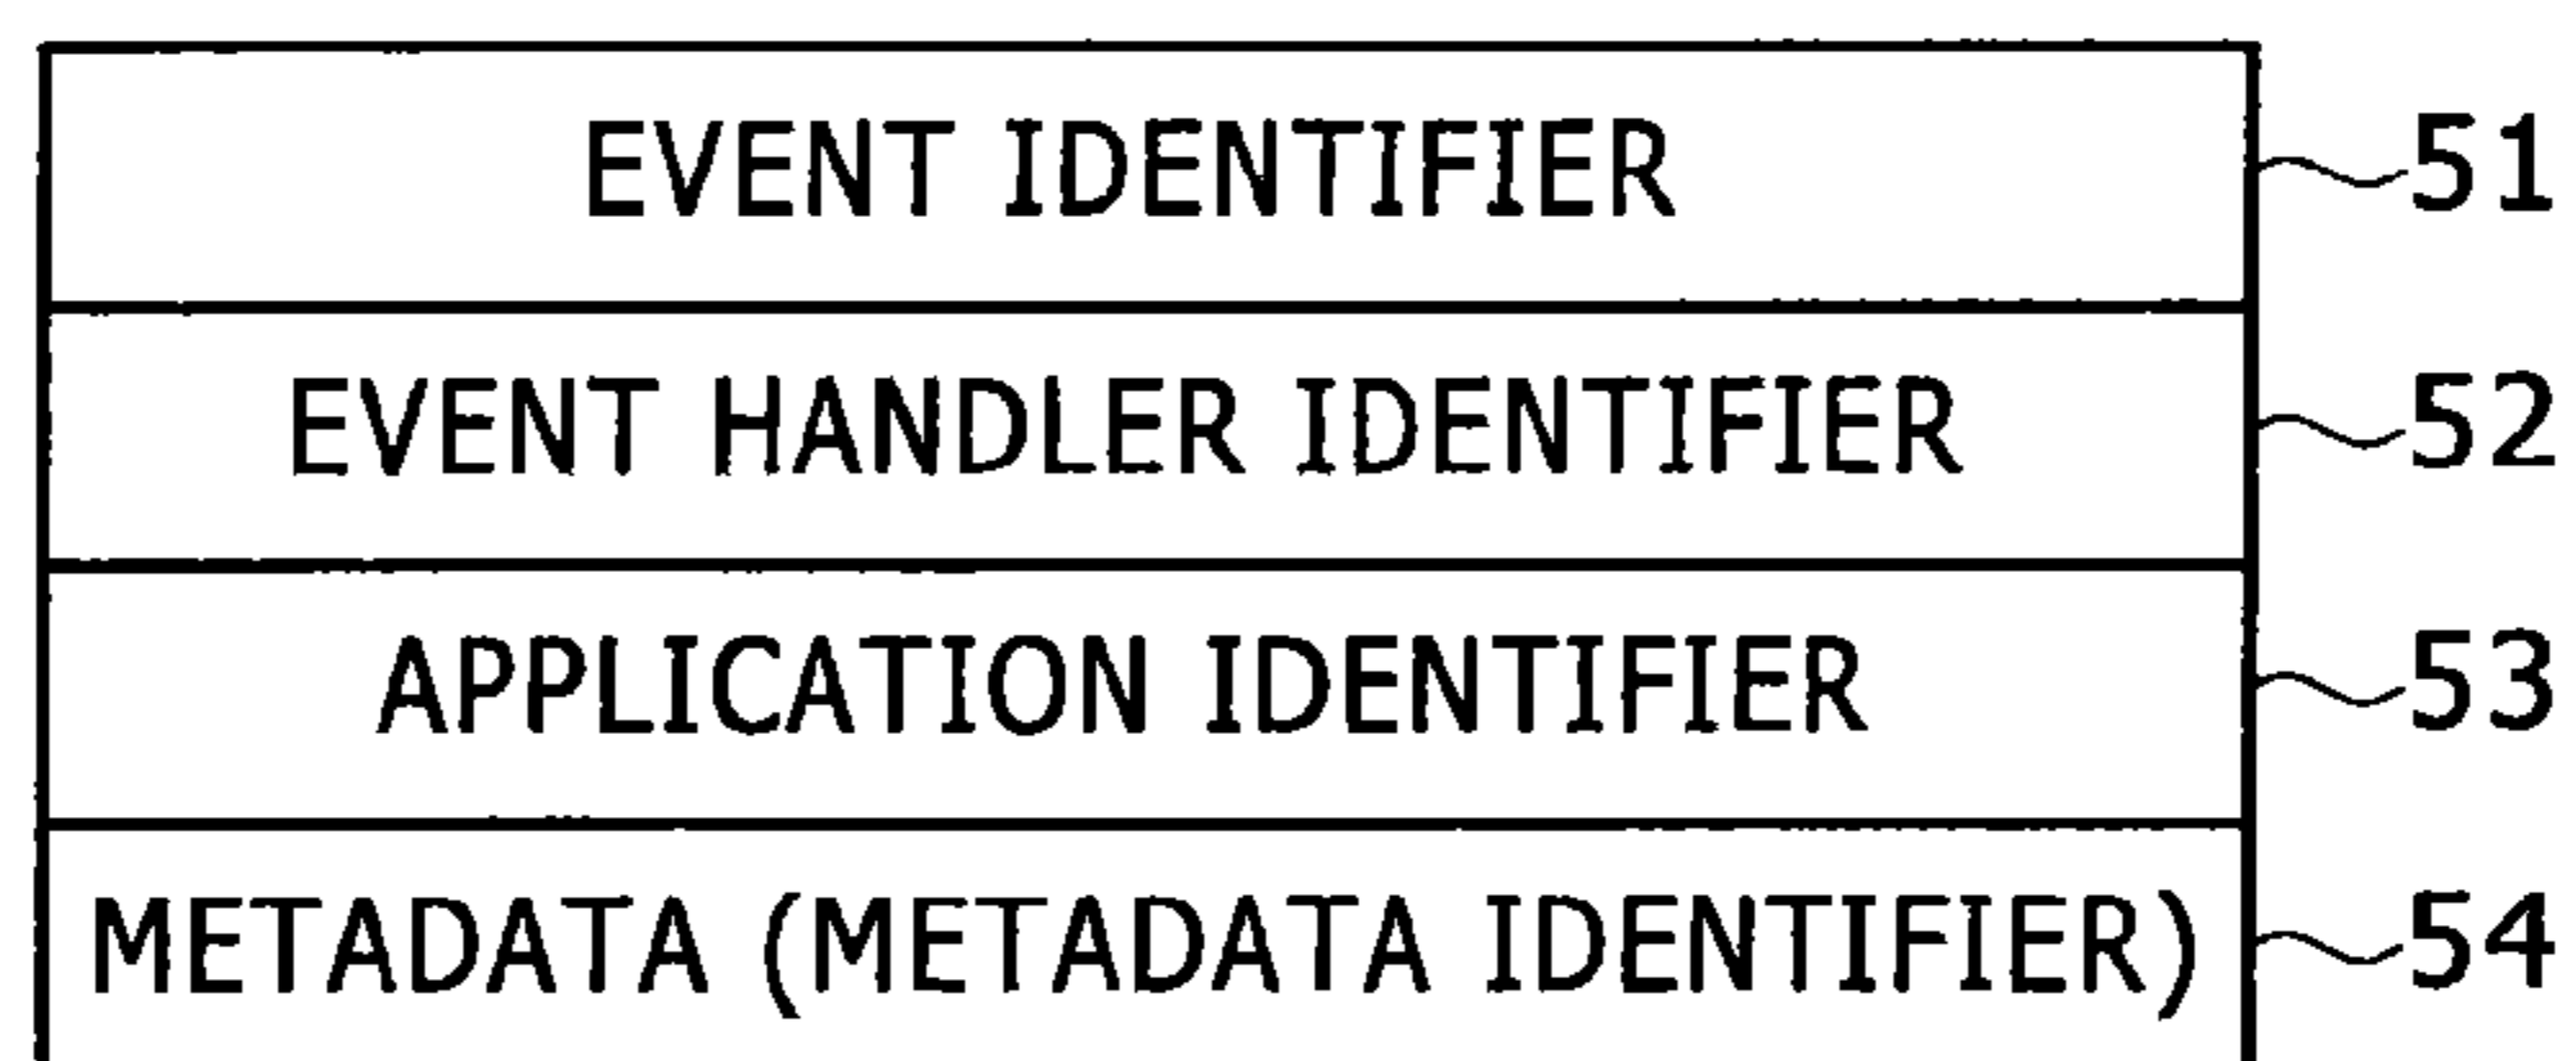 EVENT IDENTIFIER 51
EVENT HANDLER IDENTIFIER 52
APPLICATION IDENTIFIER 53
METADATA (METADATA IDENTIFIER) 54